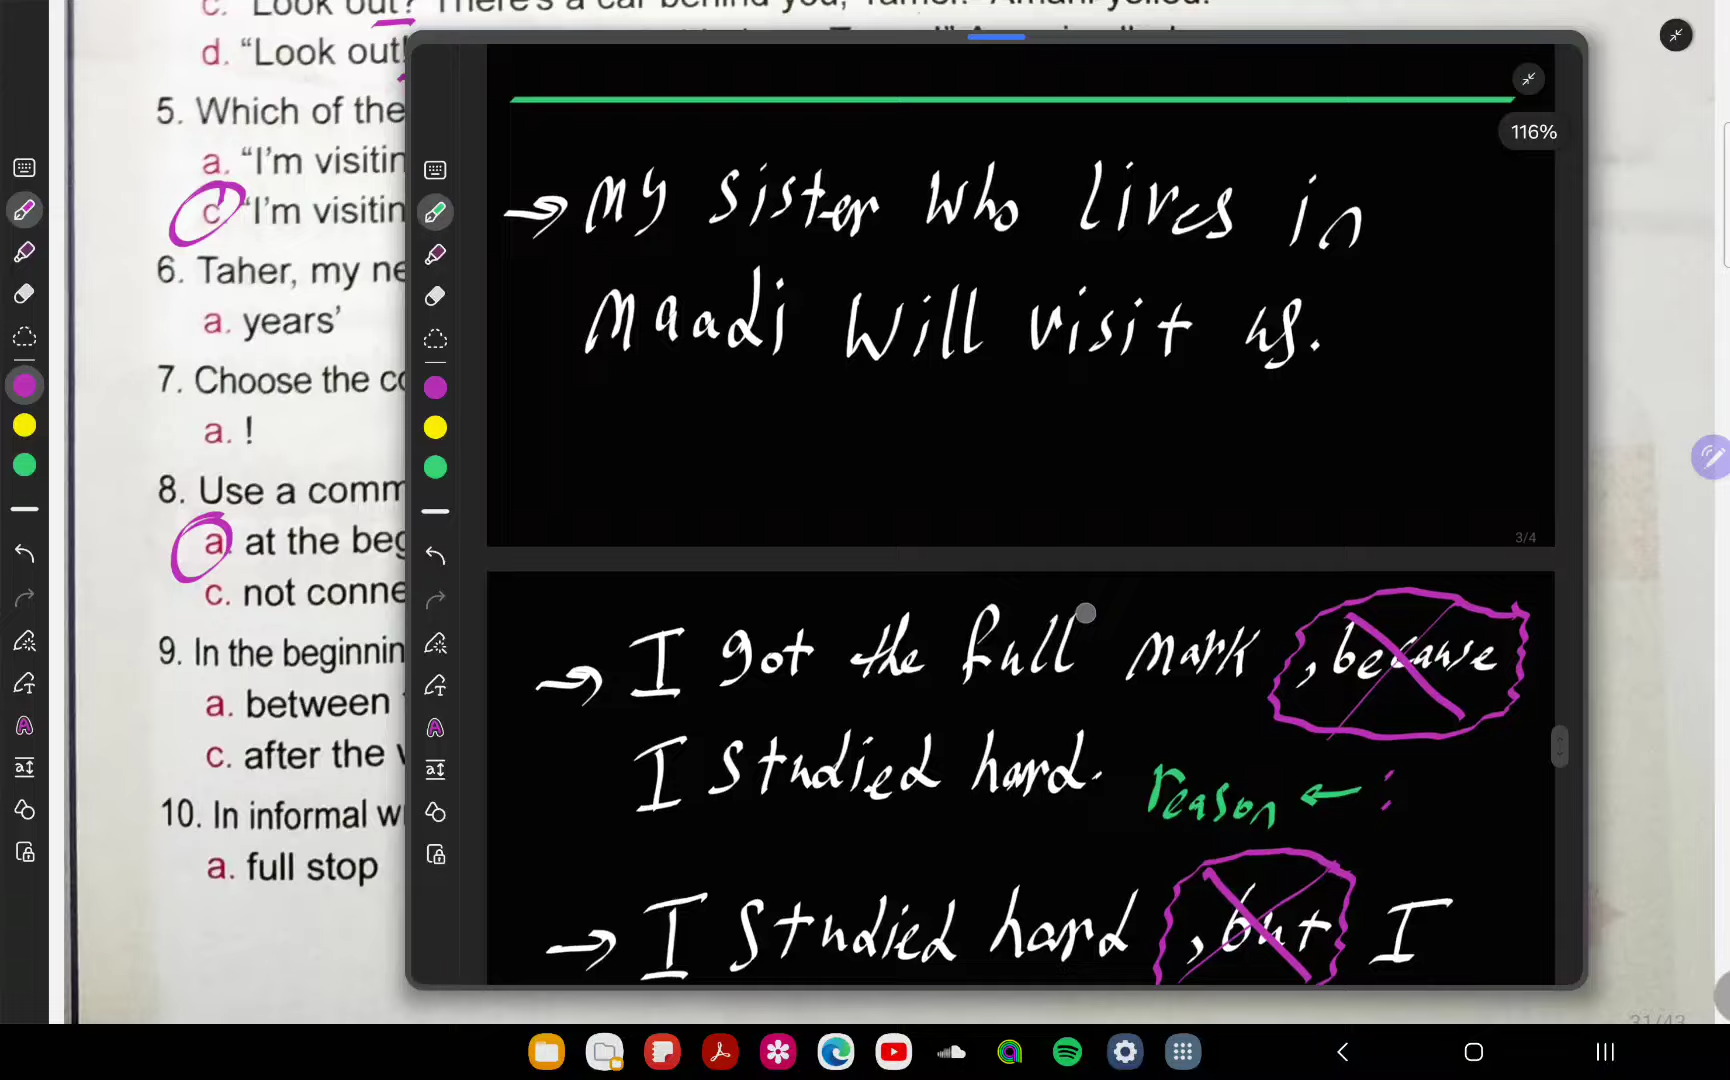 d. “Look out!
5. Which of the
a. “I'm visitin
c. “I'm visitin
6. Taher, my ne
a. years’
7. Choose the co
a. !
8. Use a comm
a. at the beg
c. not conne
9. In the beginnin
a. between
c. after the
10. In informal w
a. full stop
116%
→ my sister who lives in
maadi will visit us.
3/4
→ I got the full mark , because
I studied hard. reason ← :
→ I studied hard , but I
31/43